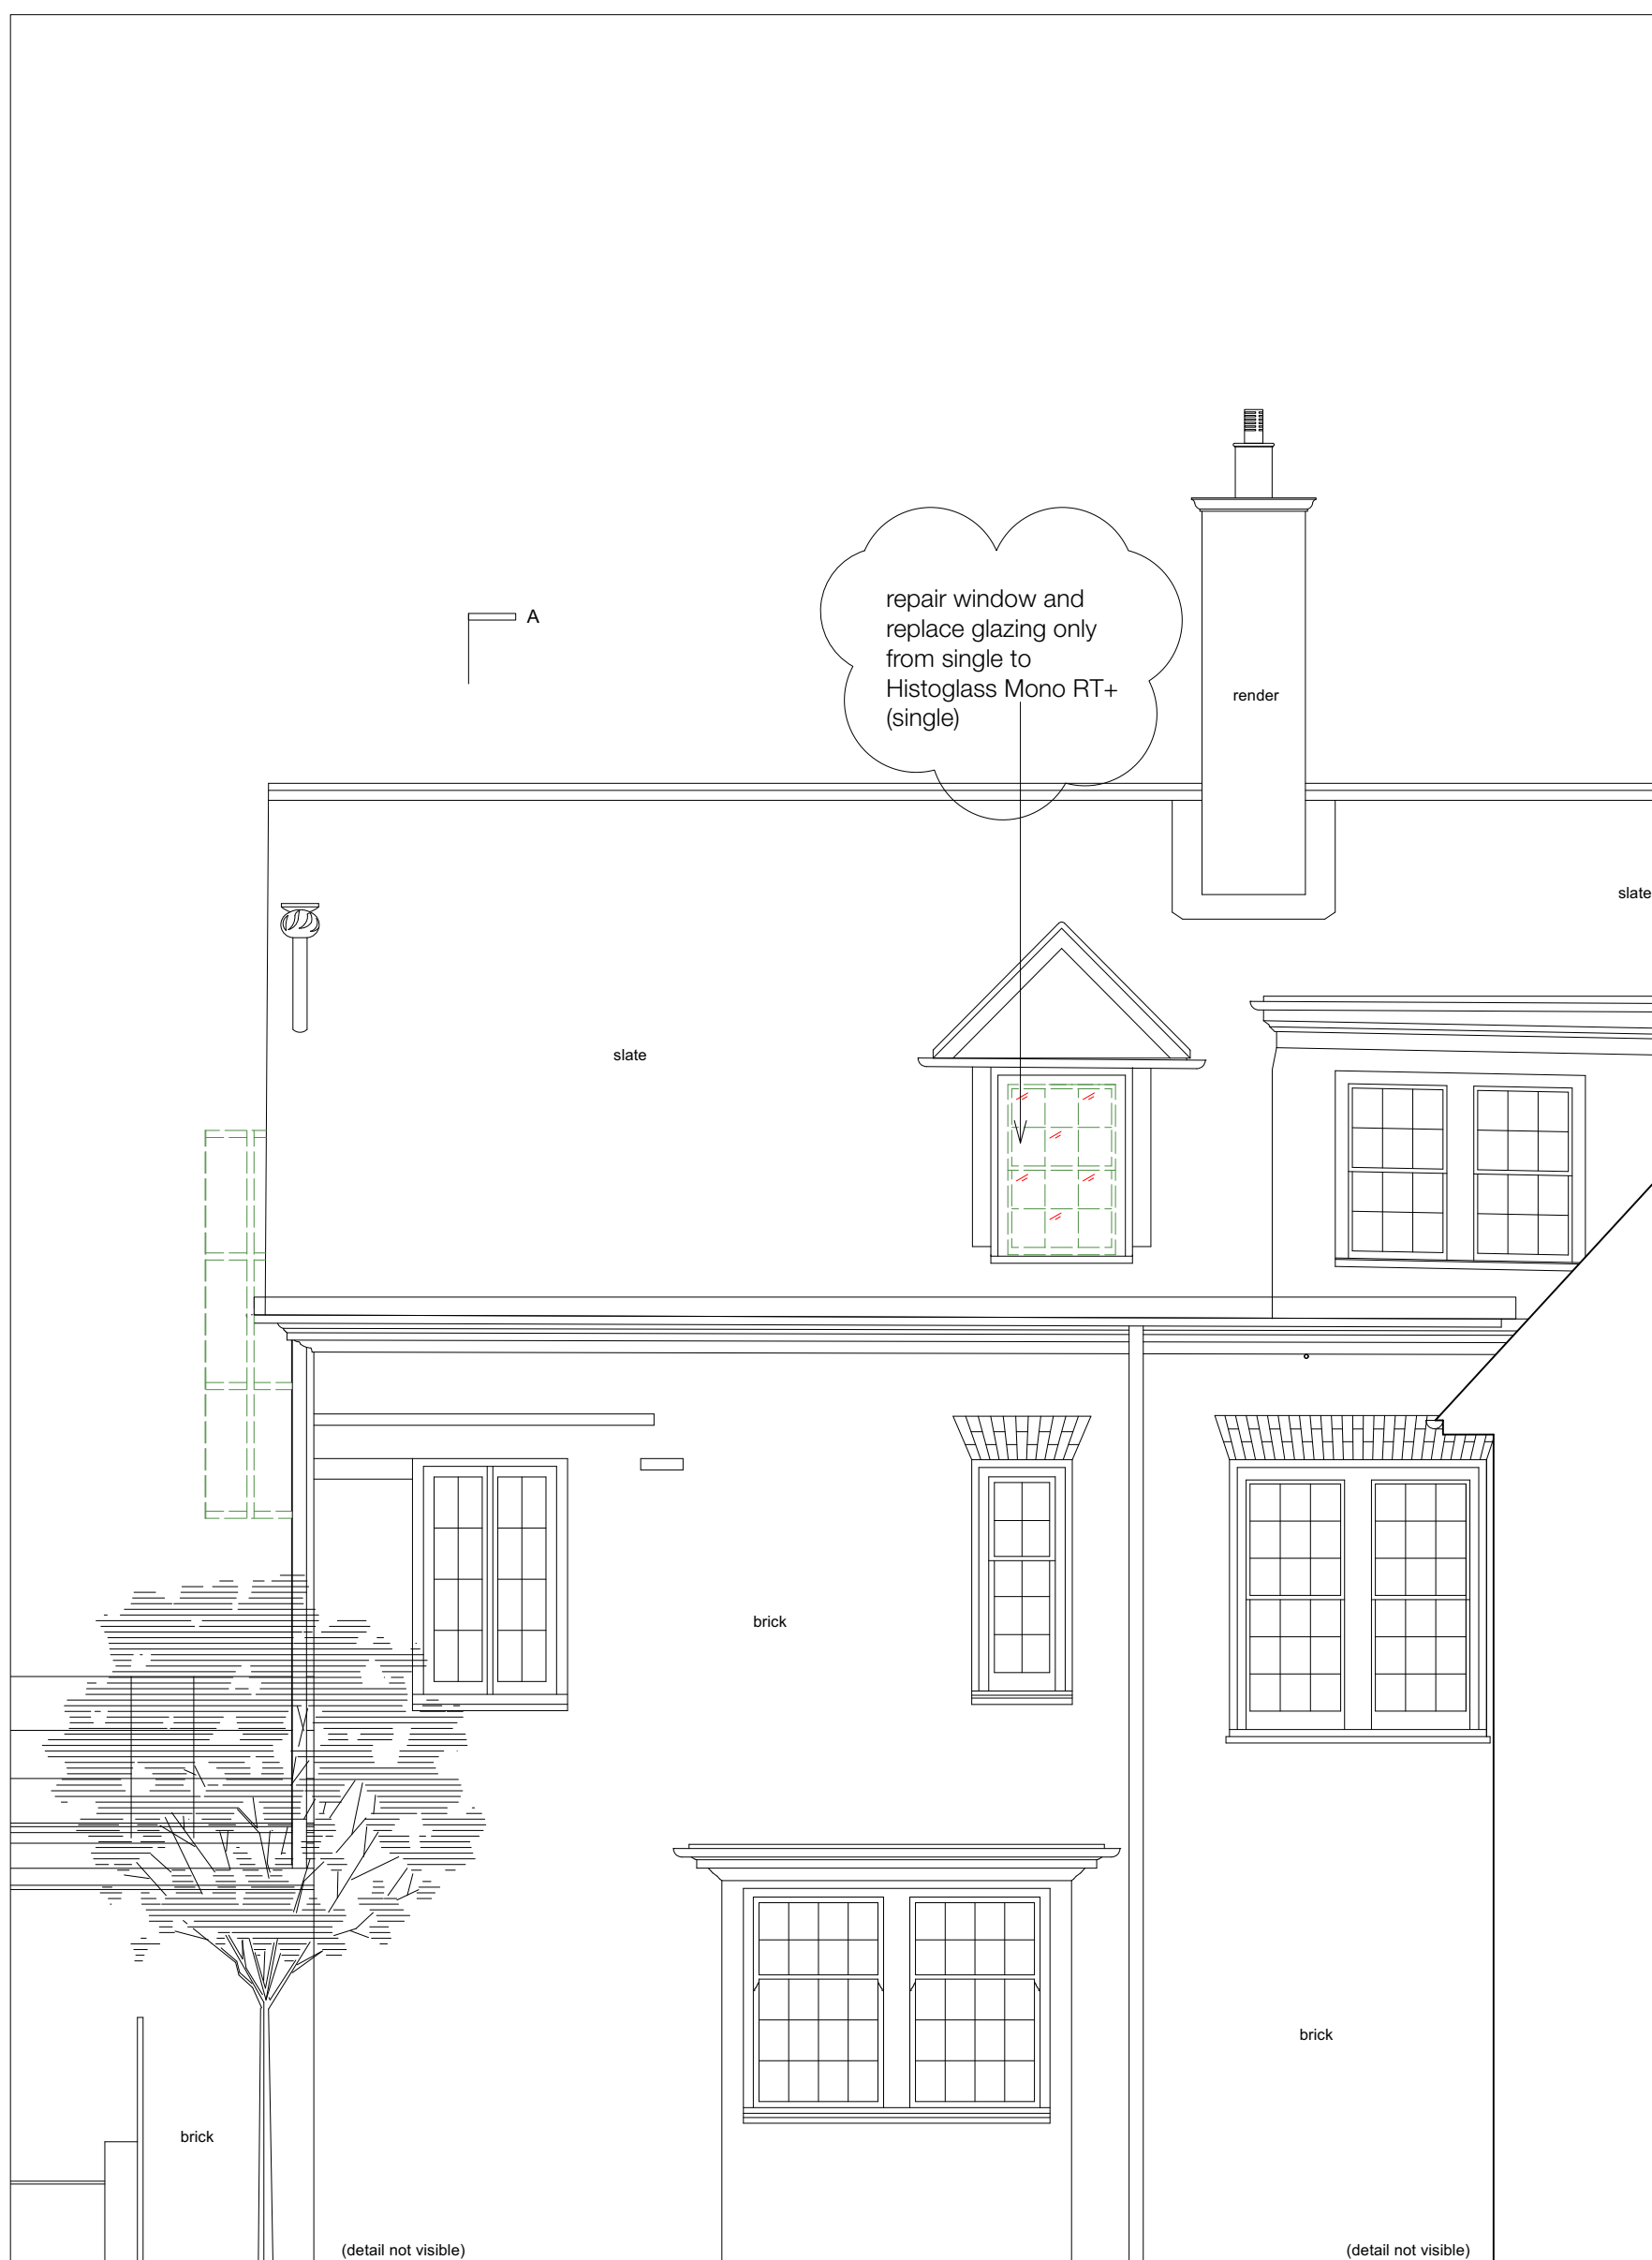 repair window and
replace glazing only
from single to
Histoglass Mono RT+
(single)
A
render
slate
slate
brick
brick
brick
(detail not visible)
(detail not visible)